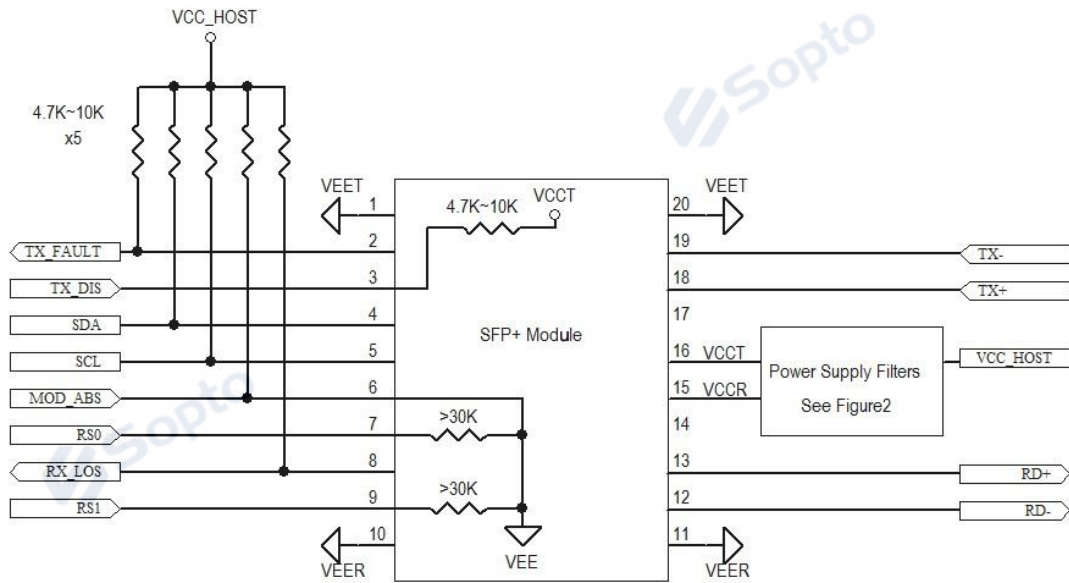 VCC_HOST
Sopto
4.7K~10K
x5
VEET
4.7K~10K
VCCT
VEET
1
20
TX_FAULT
2
19
TX-
TX_DIS
3
18
TX+
SDA
4
17
SFP+ Module
SCL
5
16
VCCT
Power Supply Filters
See Figure2
VCC_HOST
MOD_ABS
6
15
VCCR
RS0
7
>30K
14
Sopto
RX_LOS
8
13
RD+
RS1
9
>30K
12
RD-
10
11
VEER
VEE
VEER